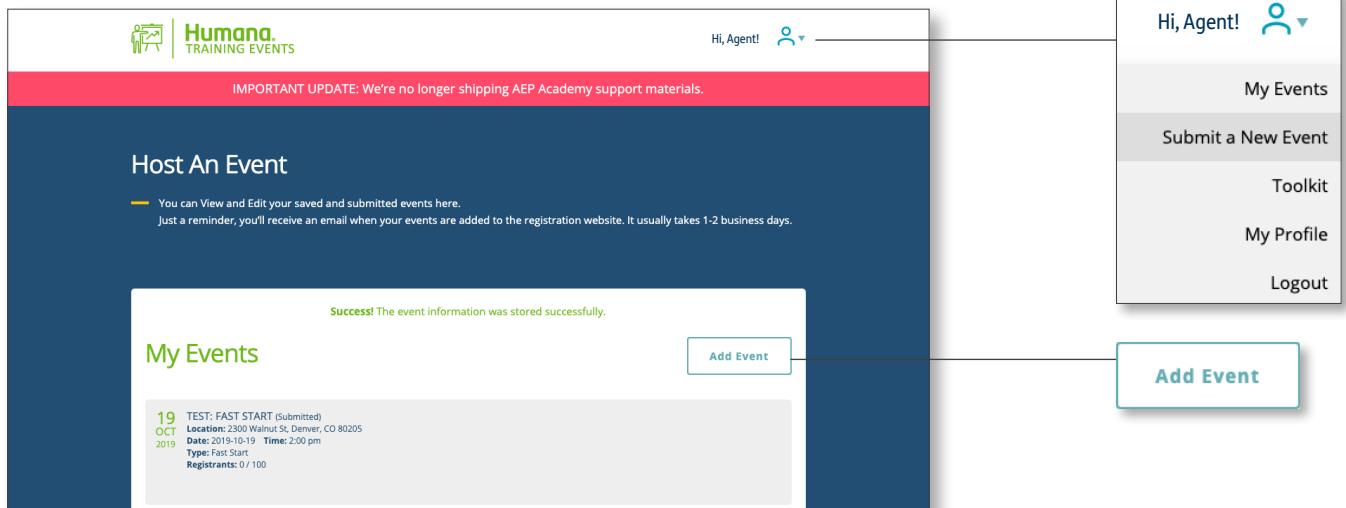 Humana.
TRAINING EVENTS
Hi, Agent!
IMPORTANT UPDATE: We're no longer shipping AEP Academy support materials.
Host An Event
You can View and Edit your saved and submitted events here.
Just a reminder, you'll receive an email when your events are added to the registration website. It usually takes 1-2 business days.
Success! The event information was stored successfully.
My Events
Add Event
19
OCT
2019
TEST: FAST START (Submitted)
Location: 2300 Walnut St, Denver, CO 80205
Date: 2019-10-19 Time: 2:00 pm
Type: Fast Start
Registrants: 0 / 100
Hi, Agent!
My Events
Submit a New Event
Toolkit
My Profile
Logout
Add Event